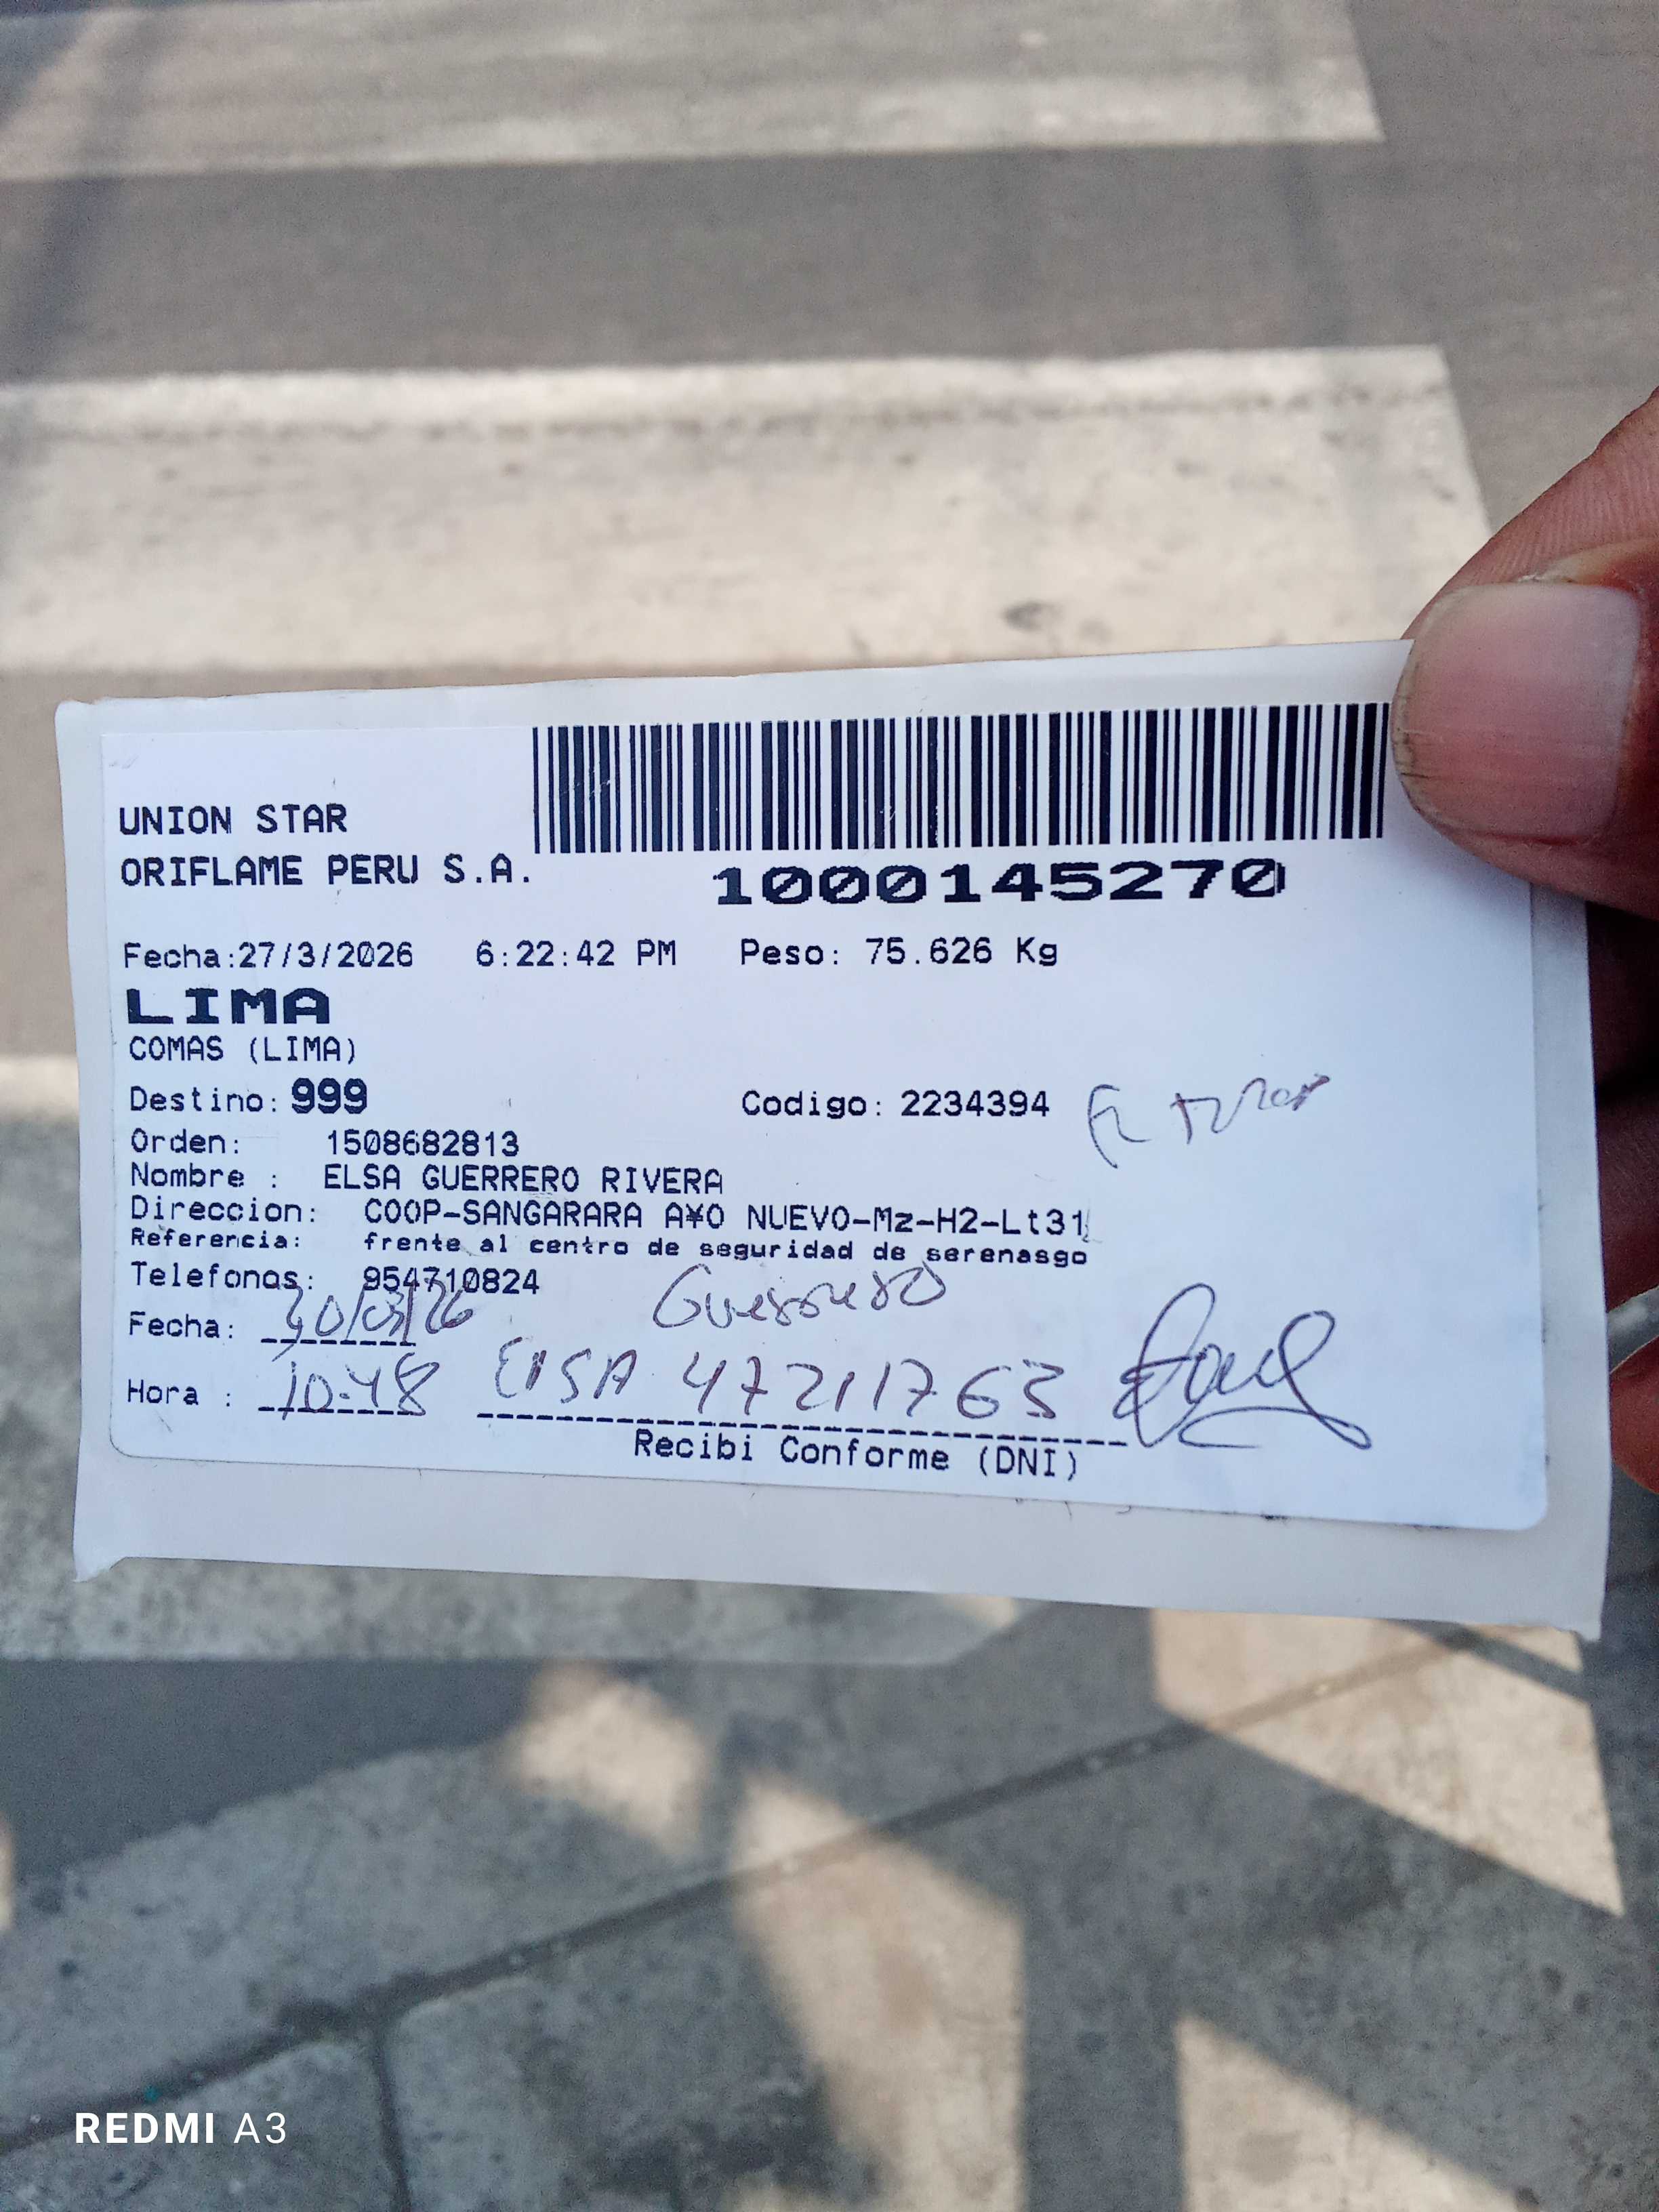 UNION STAR
ORIFLAME PERU S.A.
1000145270
Fecha:27/3/2026 6:22:42 PM Peso: 75.626 Kg
LIMA
COMAS (LIMA)
Destino: 999 Codigo: 2234394
Orden: 1508682813
Nombre : ELSA GUERRERO RIVERA
Direccion: COOP-SANGARARA A¥O NUEVO-Mz-H2-Lt31
Referencia: frente al centro de seguridad de serenasgo
Telefonos: 954710824
Guerrero
Fecha: 30/03/26
Hora : 10:48 ElSA 47211763
Recibi Conforme (DNI)
REDMI A3